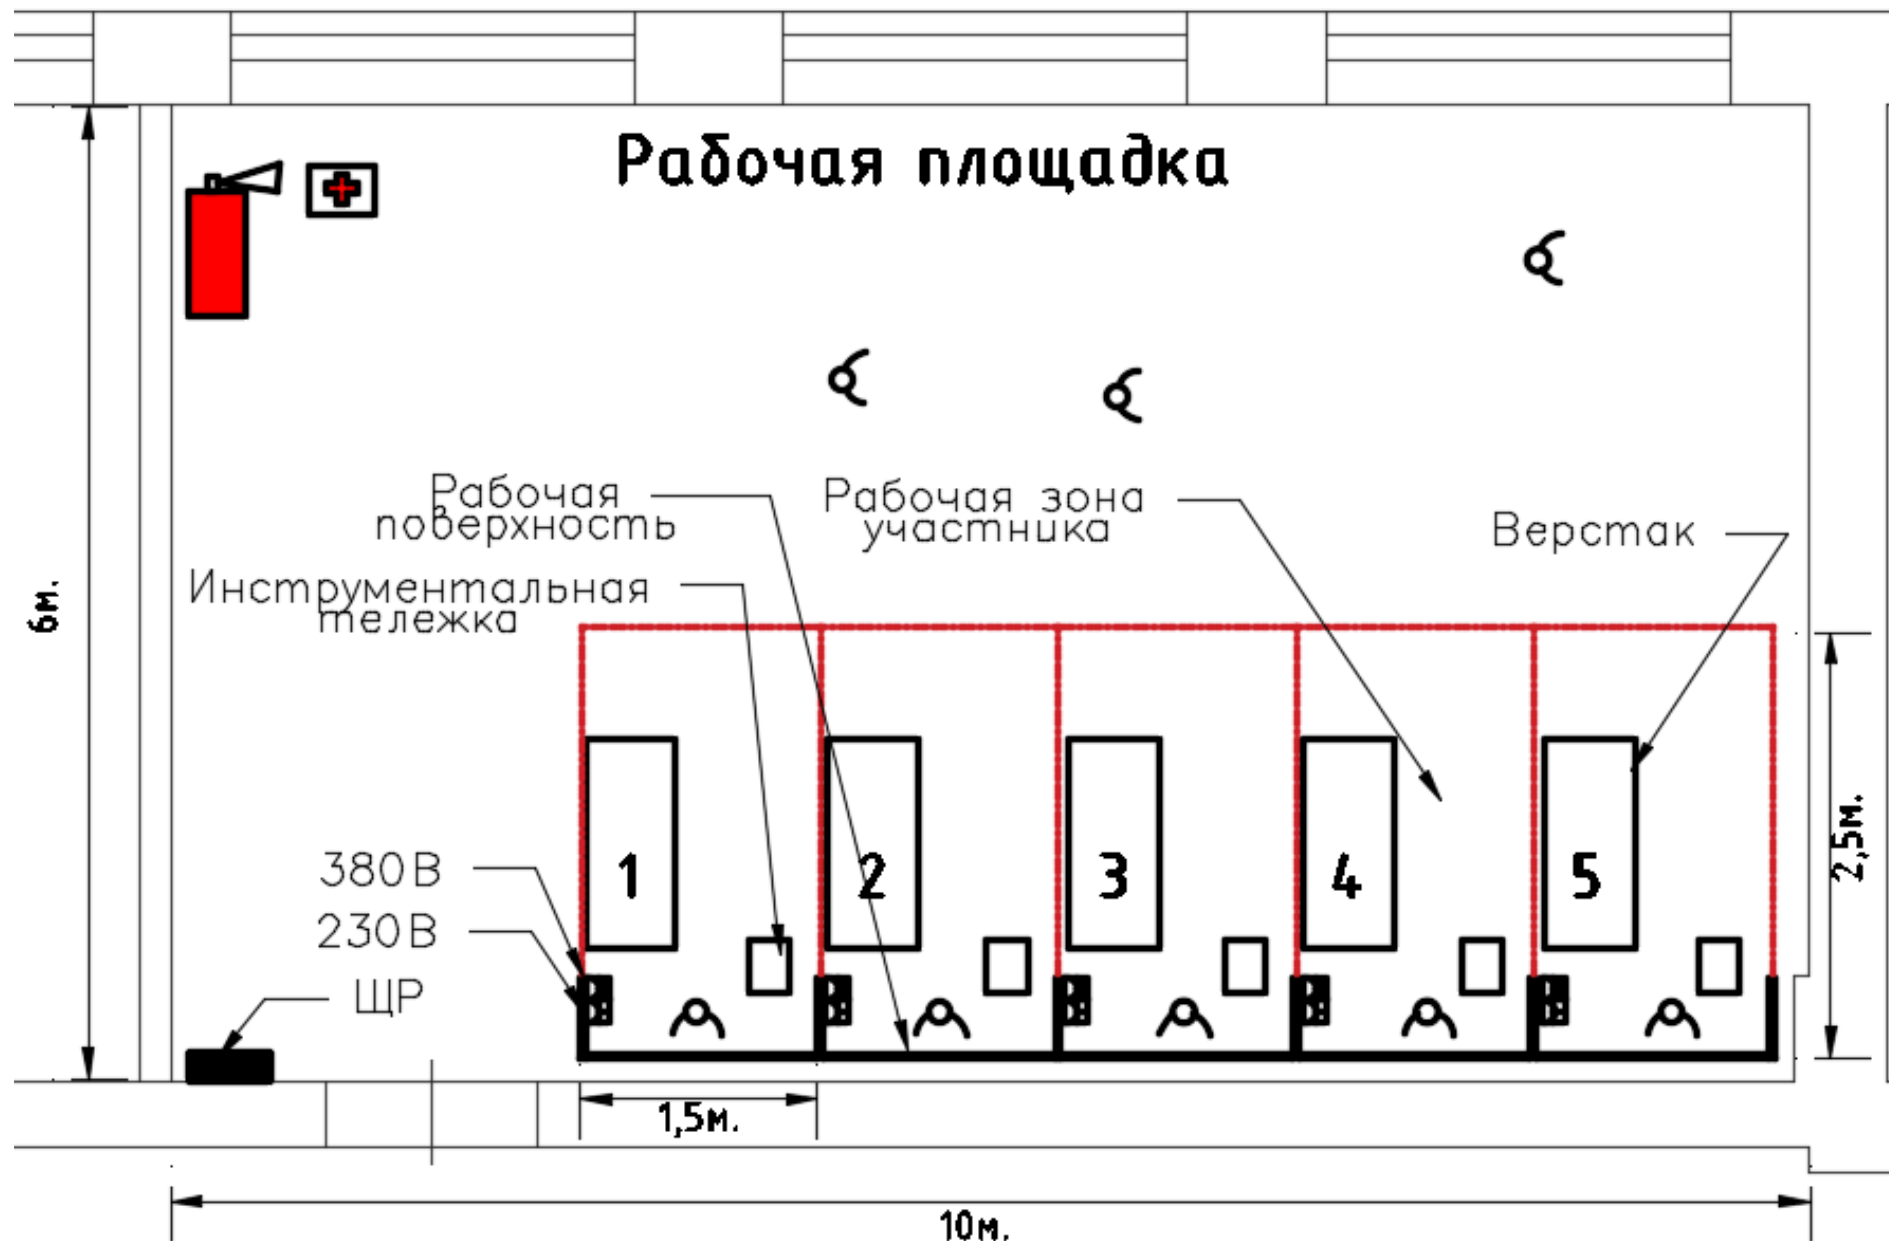 Рабочая площадка
Рабочая
поверхность
Рабочая зона
участника
Верстак
Инструментальная
тележка
6м.
380В
230В
ЩР
1
2
3
4
5
2,5м.
1,5м.
10м.